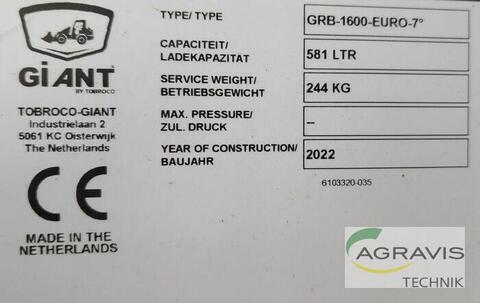 GiANT
BY TOBROCO
TOBROCO-GIANT
Industrielaan 2
5061 KC Oisterwijk
The Netherlands
CE
MADE IN THE
NETHERLANDS
TYPE/ TYPE
GRB-1600-EURO-7°
CAPACITEIT/
LADEKAPAZITÄT
581 LTR
SERVICE WEIGHT/
BETRIEBSGEWICHT
244 KG
MAX. PRESSURE/
ZUL. DRUCK
–
YEAR OF CONSTRUCTION/
BAUJAHR
2022
6103320-035
AGRAVIS
TECHNIK